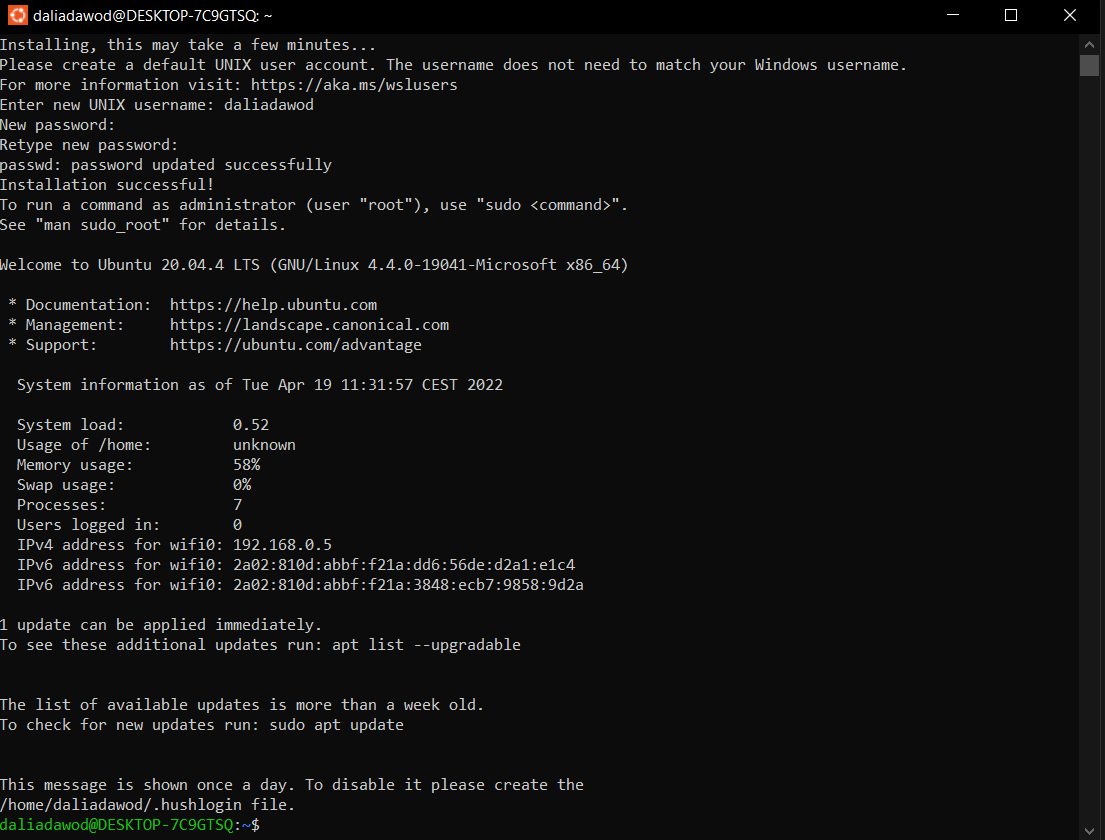 daliadawod@DESKTOP-7C9GTSQ: ~
Installing, this may take a few minutes...
Please create a default UNIX user account. The username does not need to match your Windows username.
For more information visit: https://aka.ms/wslusers
Enter new UNIX username: daliadawod
New password:
Retype new password:
passwd: password updated successfully
Installation successful!
To run a command as administrator (user "root"), use "sudo <command>".
See "man sudo_root" for details.
Welcome to Ubuntu 20.04.4 LTS (GNU/Linux 4.4.0-19041-Microsoft x86_64)
* Documentation:  https://help.ubuntu.com
* Management:     https://landscape.canonical.com
* Support:        https://ubuntu.com/advantage
System information as of Tue Apr 19 11:31:57 CEST 2022
System load:            0.52
Usage of /home:         unknown
Memory usage:           58%
Swap usage:             0%
Processes:              7
Users logged in:        0
IPv4 address for wifi0: 192.168.0.5
IPv6 address for wifi0: 2a02:810d:abbf:f21a:dd6:56de:d2a1:e1c4
IPv6 address for wifi0: 2a02:810d:abbf:f21a:3848:ecb7:9858:9d2a
1 update can be applied immediately.
To see these additional updates run: apt list --upgradable
The list of available updates is more than a week old.
To check for new updates run: sudo apt update
This message is shown once a day. To disable it please create the
/home/daliadawod/.hushlogin file.
daliadawod@DESKTOP-7C9GTSQ:~$